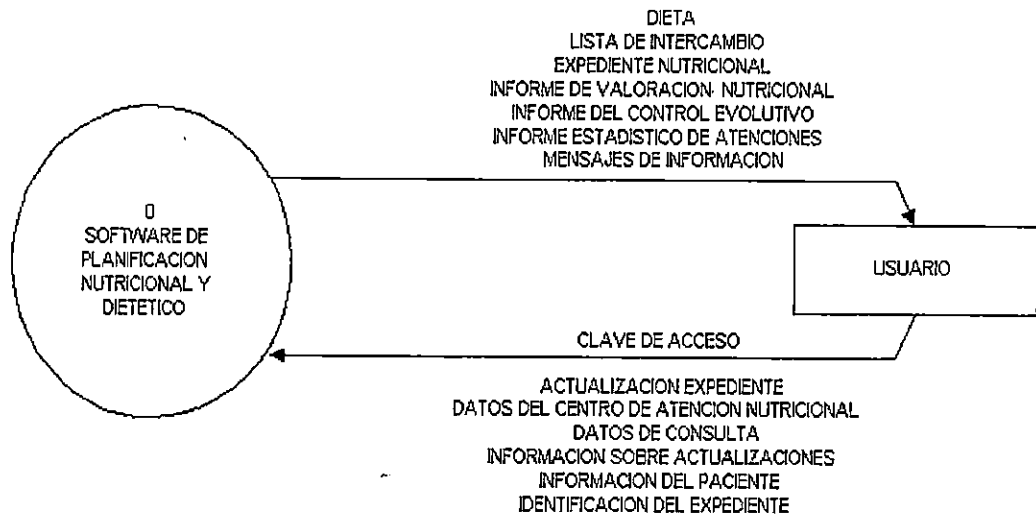 DIETA
LISTA DE INTERCAMBIO
EXPEDIENTE NUTRICIONAL
INFORME DE VALORACION NUTRICIONAL
INFORME DEL CONTROL EVOLUTIVO
INFORME ESTADISTICO DE ATENCIONES
MENSAJES DE INFORMACION
0
SOFTWARE DE
PLANIFICACION
NUTRICIONAL Y
DIETETICO
USUARIO
CLAVE DE ACCESO
ACTUALIZACION EXPEDIENTE
DATOS DEL CENTRO DE ATENCION NUTRICIONAL
DATOS DE CONSULTA
INFORMACION SOBRE ACTUALIZACIONES
INFORMACION DEL PACIENTE
IDENTIFICACION DEL EXPEDIENTE